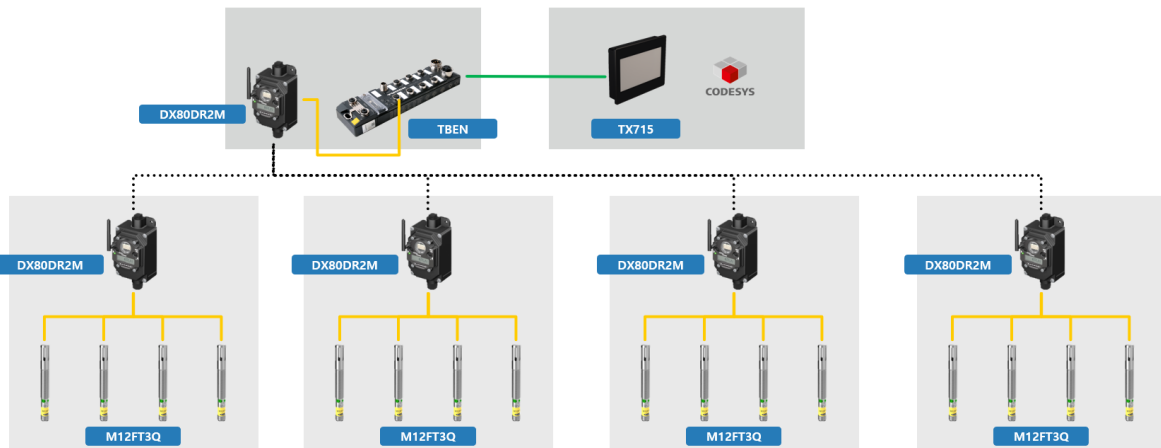 CODESYS
DX80DR2M
TBEN
TX715
DX80DR2M
DX80DR2M
DX80DR2M
DX80DR2M
M12FT3Q
M12FT3Q
M12FT3Q
M12FT3Q